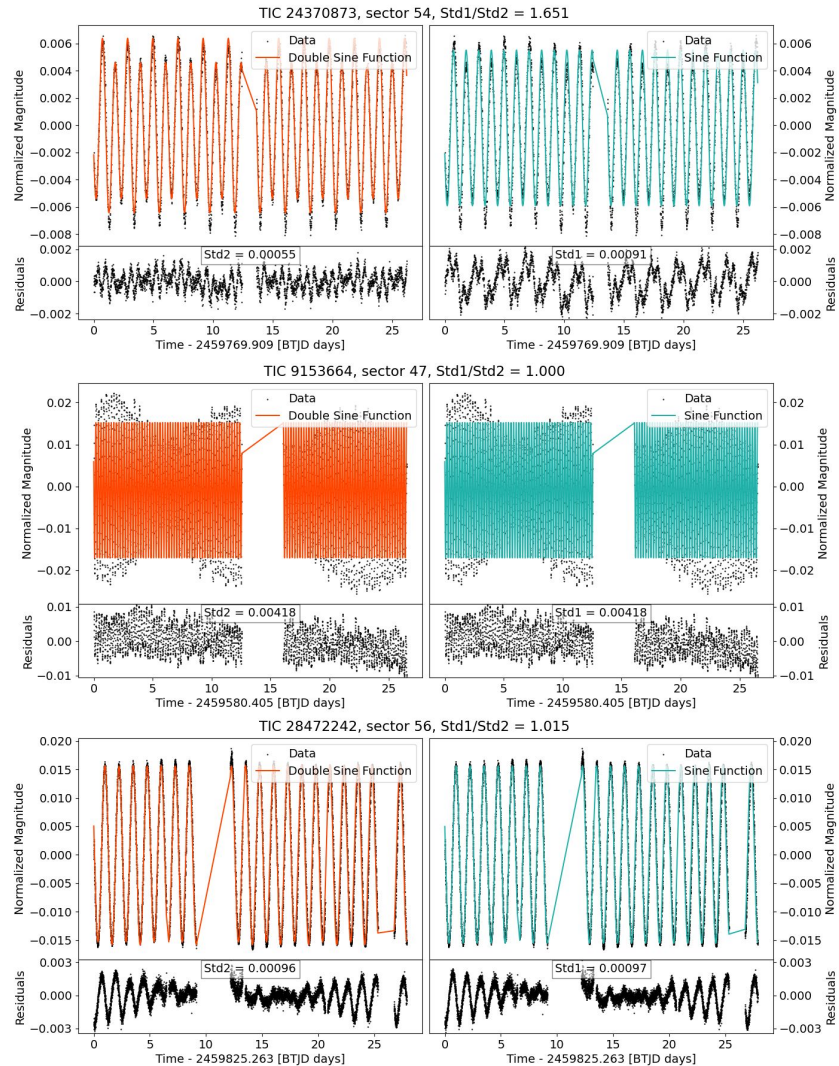 TIC 24370873, sector 54, Std1/Std2 = 1.651
Normalized Magnitude
0.006
0.004
0.002
0.000
−0.002
−0.004
−0.006
−0.008
Data
Double Sine Function
Data
Sine Function
0.006
0.004
0.002
0.000
−0.002
−0.004
−0.006
−0.008
Normalized Magnitude
Residuals
0.002
0.000
−0.002
Std2 = 0.00055
Std1 = 0.00091
0.002
0.000
−0.002
Residuals
0 5 10 15 20 25
0 5 10 15 20 25
Time - 2459769.909 [BTJD days]
Time - 2459769.909 [BTJD days]
TIC 9153664, sector 47, Std1/Std2 = 1.000
Normalized Magnitude
0.02
0.01
0.00
−0.01
−0.02
Data
Double Sine Function
Data
Sine Function
0.02
0.01
0.00
−0.01
−0.02
Normalized Magnitude
Residuals
0.01
0.00
−0.01
Std2 = 0.00418
Std1 = 0.00418
0.01
0.00
−0.01
Residuals
0 5 10 15 20 25
0 5 10 15 20 25
Time - 2459580.405 [BTJD days]
Time - 2459580.405 [BTJD days]
TIC 28472242, sector 56, Std1/Std2 = 1.015
Normalized Magnitude
0.020
0.015
0.010
0.005
0.000
−0.005
−0.010
−0.015
Data
Double Sine Function
Data
Sine Function
0.020
0.015
0.010
0.005
0.000
−0.005
−0.010
−0.015
Normalized Magnitude
Residuals
0.003
0.000
−0.003
Std2 = 0.00096
Std1 = 0.00097
0.003
0.000
−0.003
Residuals
0 5 10 15 20 25
0 5 10 15 20 25
Time - 2459825.263 [BTJD days]
Time - 2459825.263 [BTJD days]